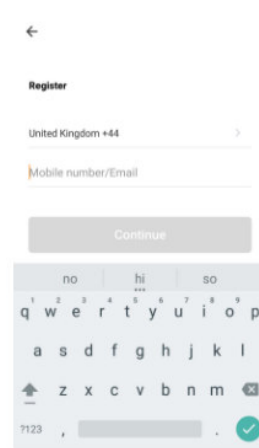 Register
United Kingdom +44
Mobile number/Email
Continue
no hi so
1 2 3 4 5 6 7 8 9
q w e r t y u i o p
a s d f g h j k l
z x c v b n m
?123 , .